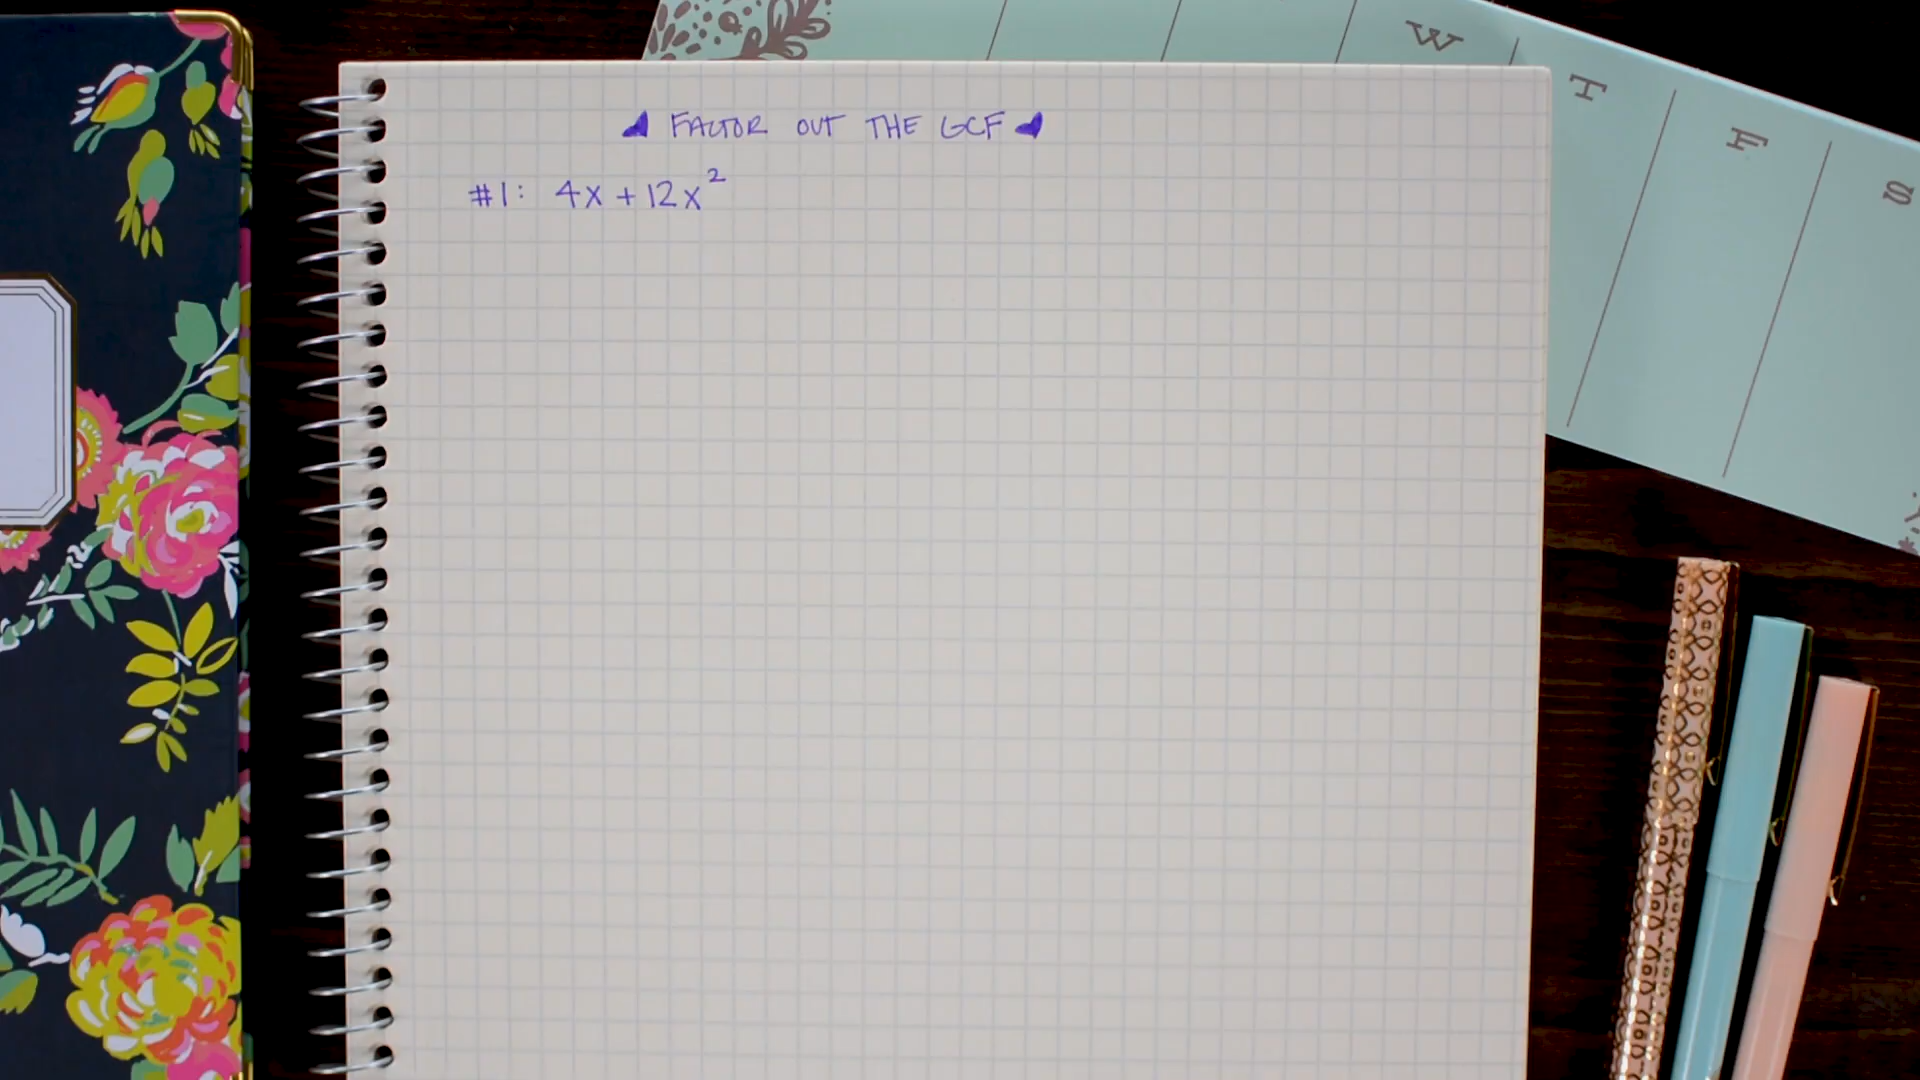 FACTOR OUT THE GCF
#1: 4x + 12x²
W
T
F
S